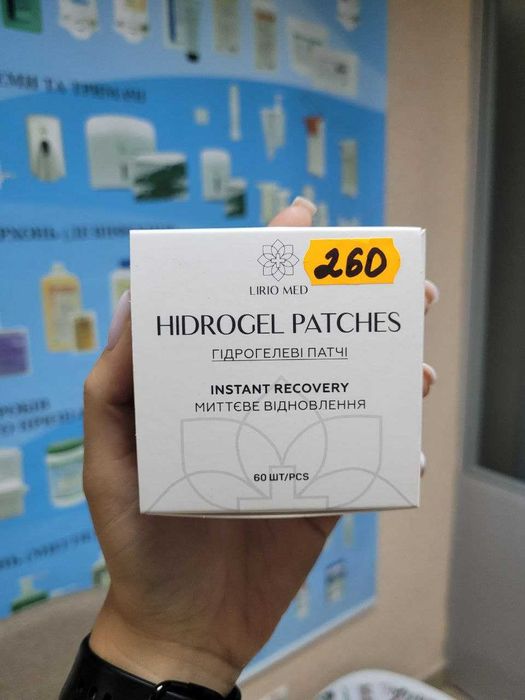 260
LIRIO MED
HIDROGEL PATCHES
ГІДРОГЕЛЕВІ ПАТЧІ
INSTANT RECOVERY
МИТТЄВЕ ВІДНОВЛЕННЯ
60 ШТ/PCS